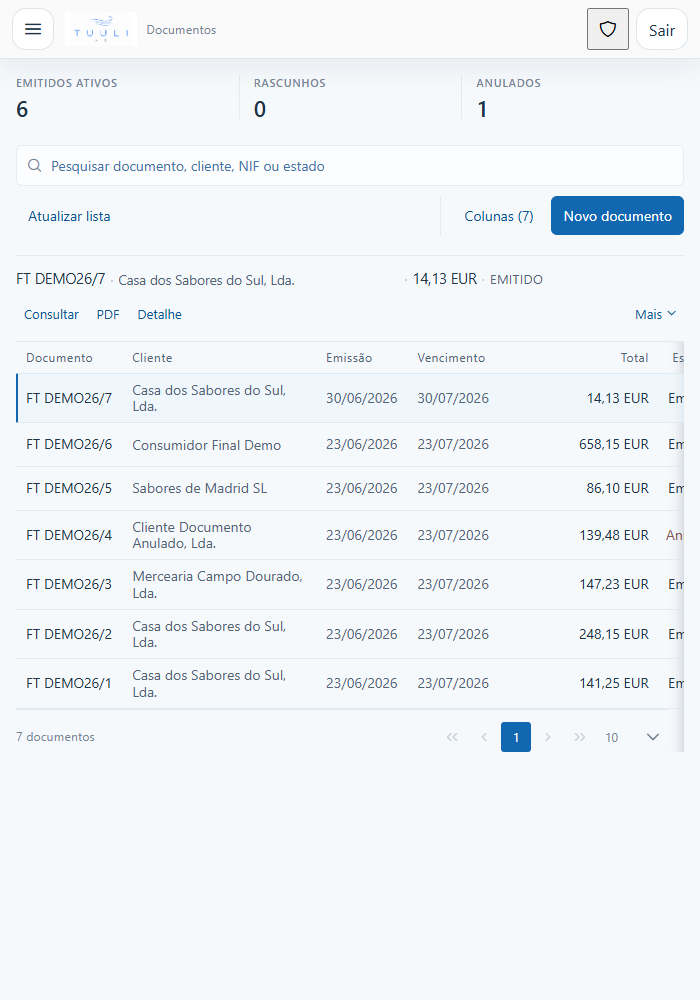 TUULI
Documentos
Sair
EMITIDOS ATIVOS
6
RASCUNHOS
0
ANULADOS
1
Pesquisar documento, cliente, NIF ou estado
Atualizar lista
Colunas (7)
Novo documento
FT DEMO26/7 · Casa dos Sabores do Sul, Lda. · 14,13 EUR · EMITIDO
Consultar PDF Detalhe Mais
Documento Cliente Emissão Vencimento Total Es
FT DEMO26/7 Casa dos Sabores do Sul, Lda. 30/06/2026 30/07/2026 14,13 EUR Em
FT DEMO26/6 Consumidor Final Demo 23/06/2026 23/07/2026 658,15 EUR Em
FT DEMO26/5 Sabores de Madrid SL 23/06/2026 23/07/2026 86,10 EUR Em
FT DEMO26/4 Cliente Documento Anulado, Lda. 23/06/2026 23/07/2026 139,48 EUR An
FT DEMO26/3 Mercearia Campo Dourado, Lda. 23/06/2026 23/07/2026 147,23 EUR Em
FT DEMO26/2 Casa dos Sabores do Sul, Lda. 23/06/2026 23/07/2026 248,15 EUR Em
FT DEMO26/1 Casa dos Sabores do Sul, Lda. 23/06/2026 23/07/2026 141,25 EUR Em
7 documentos
1
10